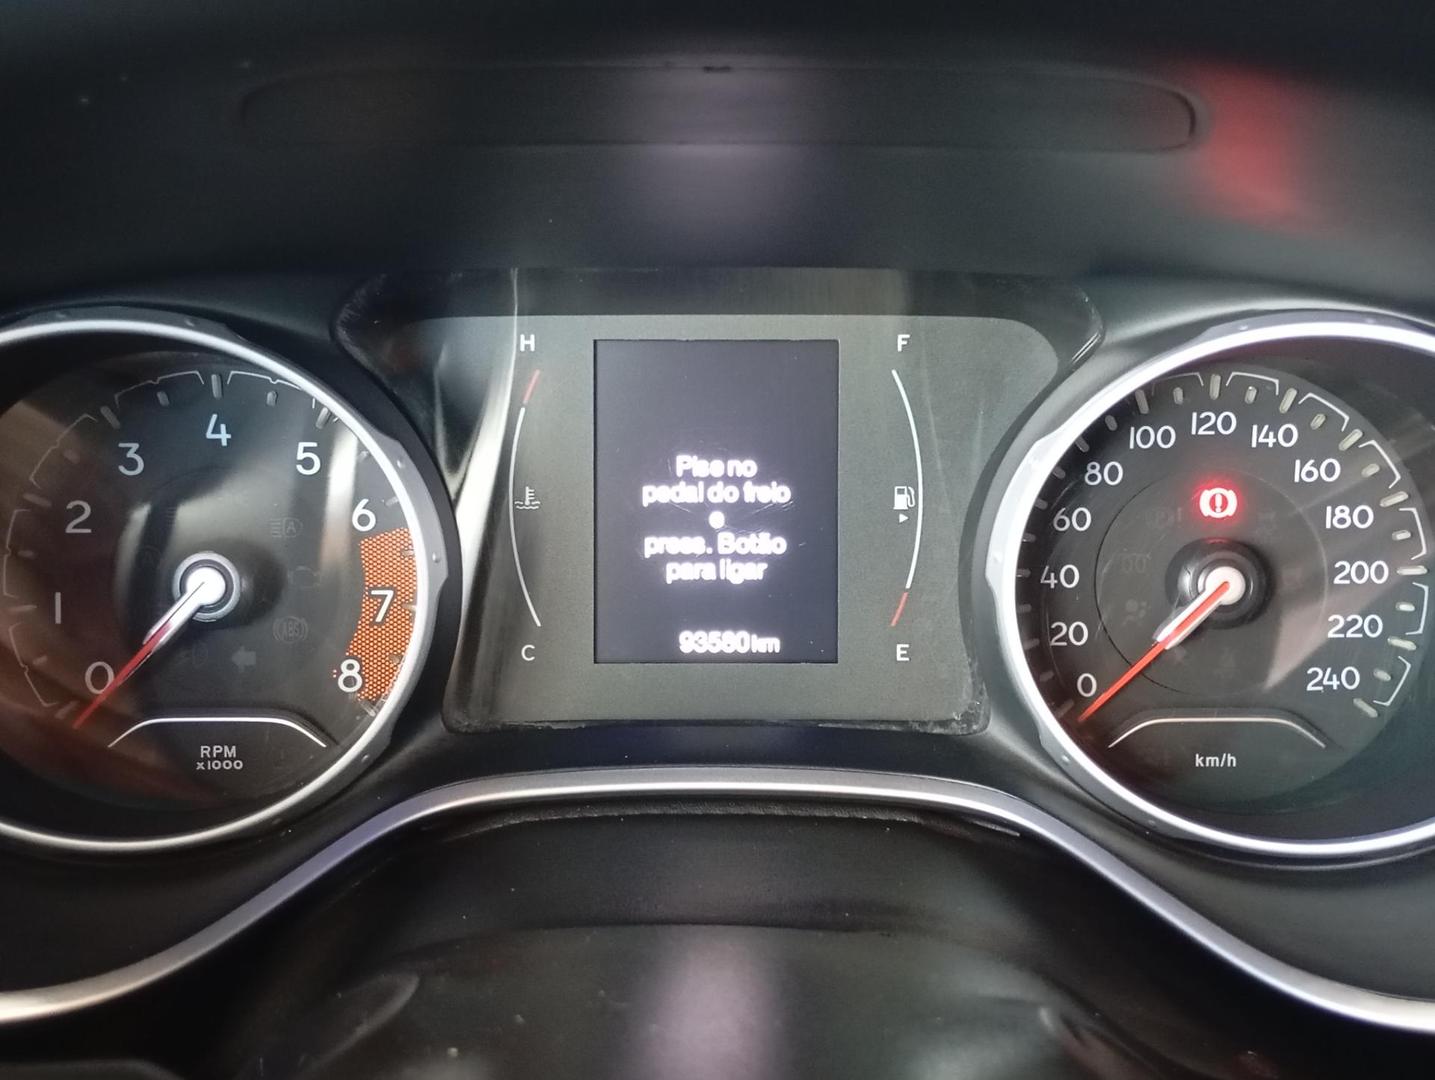 H
F
C
E
Pise no
pedal do freio
e
press. Botão
para ligar
93580 km
0
1
2
3
4
5
6
7
8
RPM
x1000
ABS
A
0
20
40
60
80
100
120
140
160
180
200
220
240
km/h